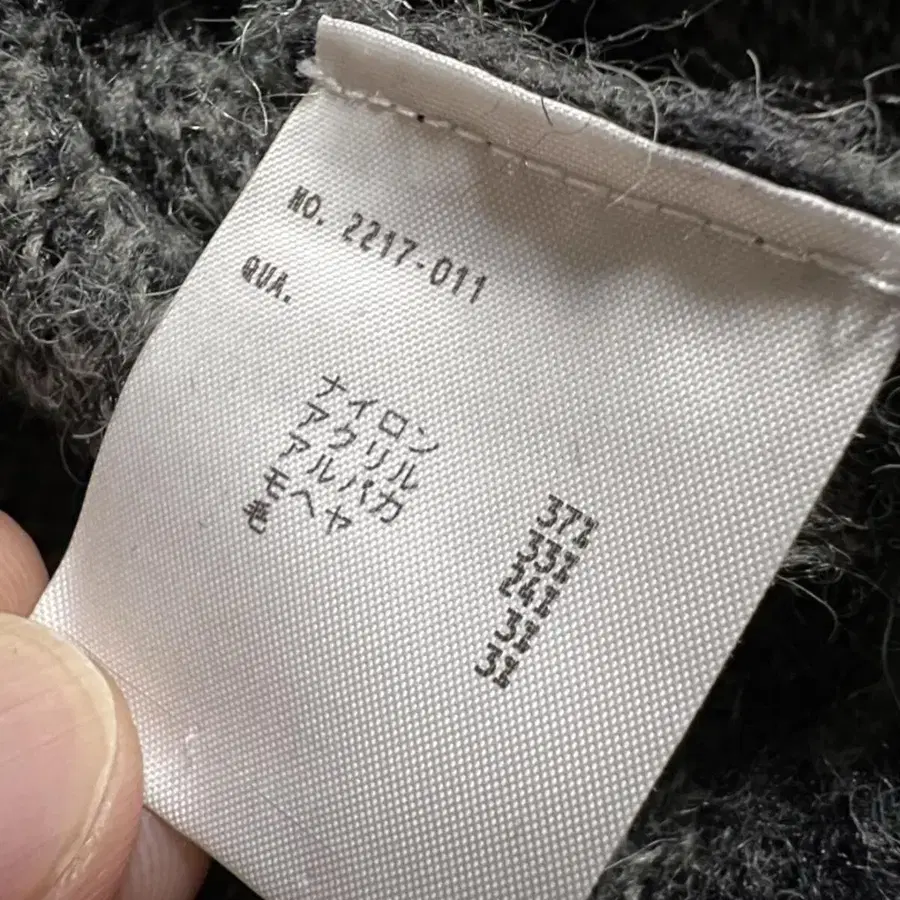 NO. 2217-011
QUA.
ナイロン 37%
アクリル 33%
アルパカ 24%
モヘヤ 3%
毛 3%